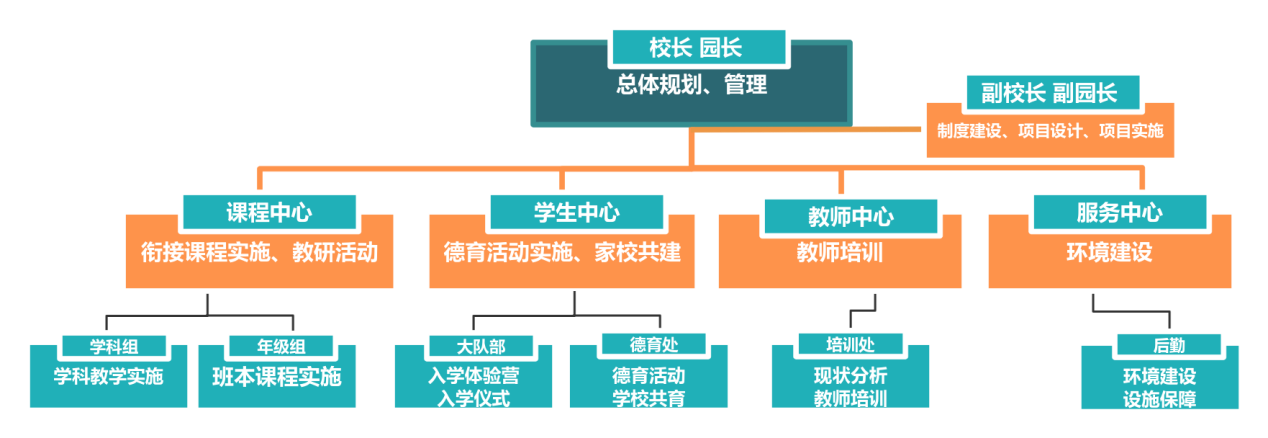 校长 园长
总体规划、管理
副校长 副园长
制度建设、项目设计、项目实施
课程中心
衔接课程实施、教研活动
学生中心
德育活动实施、家校共建
教师中心
教师培训
服务中心
环境建设
学科组
学科教学实施
年级组
班本课程实施
大队部
入学体验营
入学仪式
德育处
德育活动
学校共育
培训处
现状分析
教师培训
后勤
环境建设
设施保障